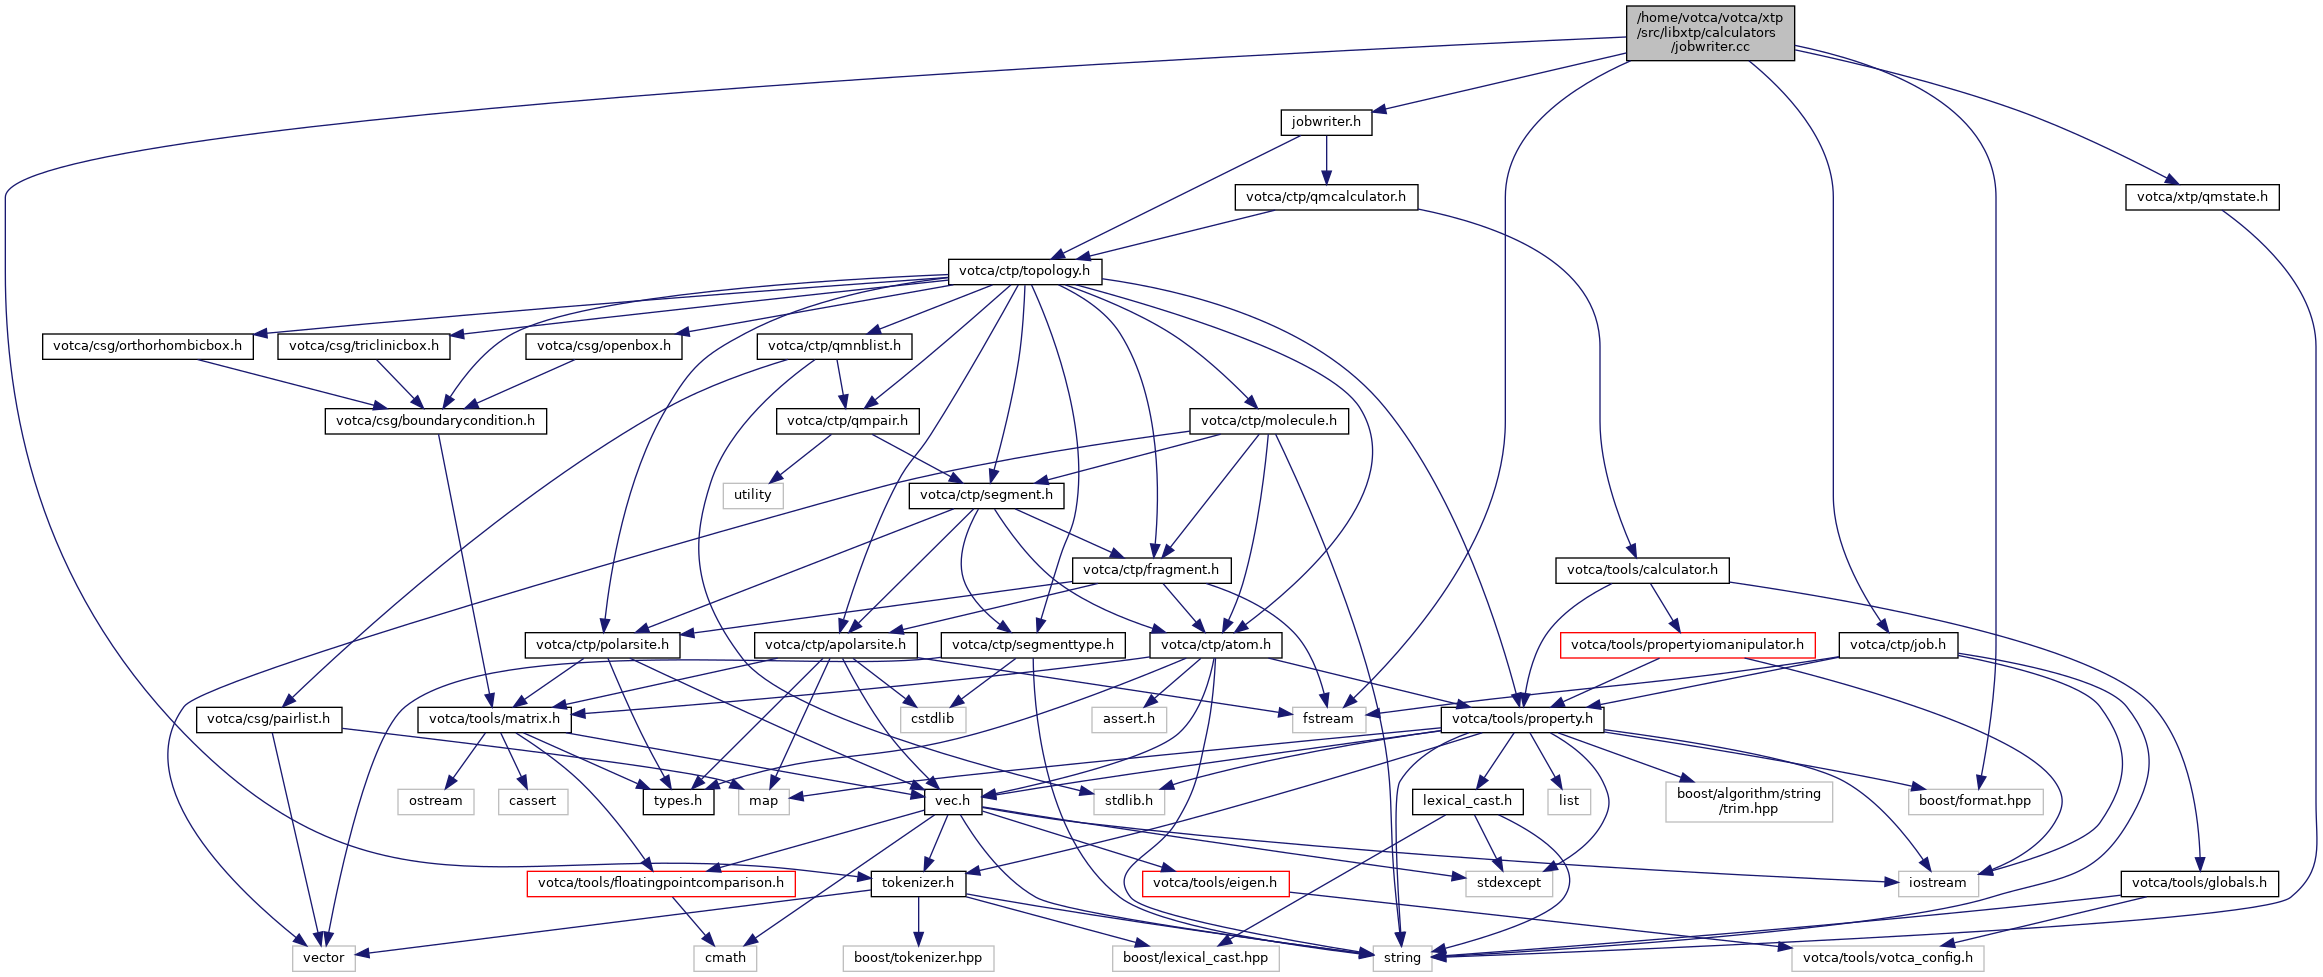 /home/votca/votca/xtp
/src/libxtp/calculators
/jobwriter.cc
jobwriter.h
votca/ctp/qmcalculator.h
votca/xtp/qmstate.h
votca/ctp/topology.h
votca/csg/orthorhombicbox.h
votca/csg/triclinicbox.h
votca/csg/openbox.h
votca/ctp/qmnblist.h
votca/csg/boundarycondition.h
votca/ctp/qmpair.h
votca/ctp/molecule.h
utility
votca/ctp/segment.h
votca/ctp/fragment.h
votca/tools/calculator.h
votca/ctp/polarsite.h
votca/ctp/apolarsite.h
votca/ctp/segmenttype.h
votca/ctp/atom.h
votca/tools/propertyiomanipulator.h
votca/ctp/job.h
votca/csg/pairlist.h
votca/tools/matrix.h
cstdlib
assert.h
fstream
votca/tools/property.h
ostream
cassert
types.h
map
vec.h
stdlib.h
lexical_cast.h
list
boost/algorithm/string
/trim.hpp
boost/format.hpp
votca/tools/floatingpointcomparison.h
tokenizer.h
votca/tools/eigen.h
stdexcept
iostream
votca/tools/globals.h
vector
cmath
boost/tokenizer.hpp
boost/lexical_cast.hpp
string
votca/tools/votca_config.h